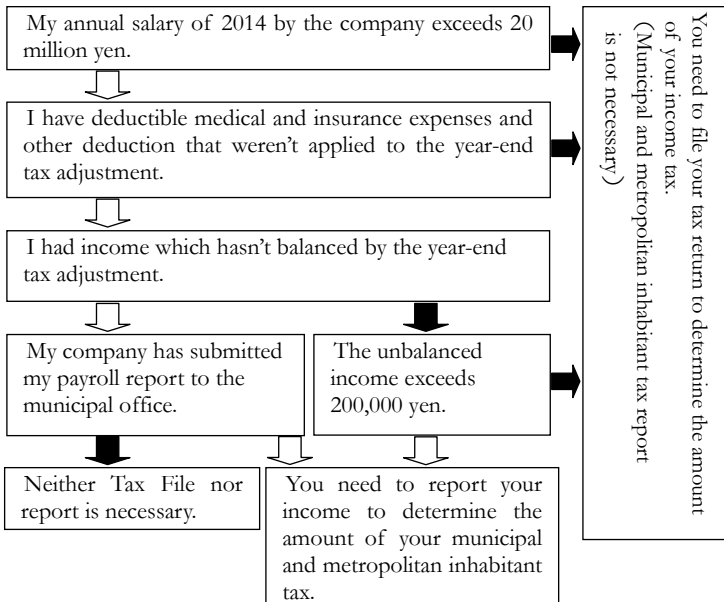 My annual salary of 2014 by the company exceeds 20
million yen.
I have deductible medical and insurance expenses and
other deduction that weren't applied to the year-end
tax adjustment.
I had income which hasn't balanced by the year-end
tax adjustment.
My company has submitted
my payroll report to the
municipal office.
The unbalanced
income exceeds
200,000 yen.
Neither Tax File nor
report is necessary.
You need to report your
income to determine the
amount of your municipal
and metropolitan inhabitant
tax.
You need to file your tax return to determine the amount
of your income tax.
(Municipal and metropolitan inhabitant tax report
is not necessary)